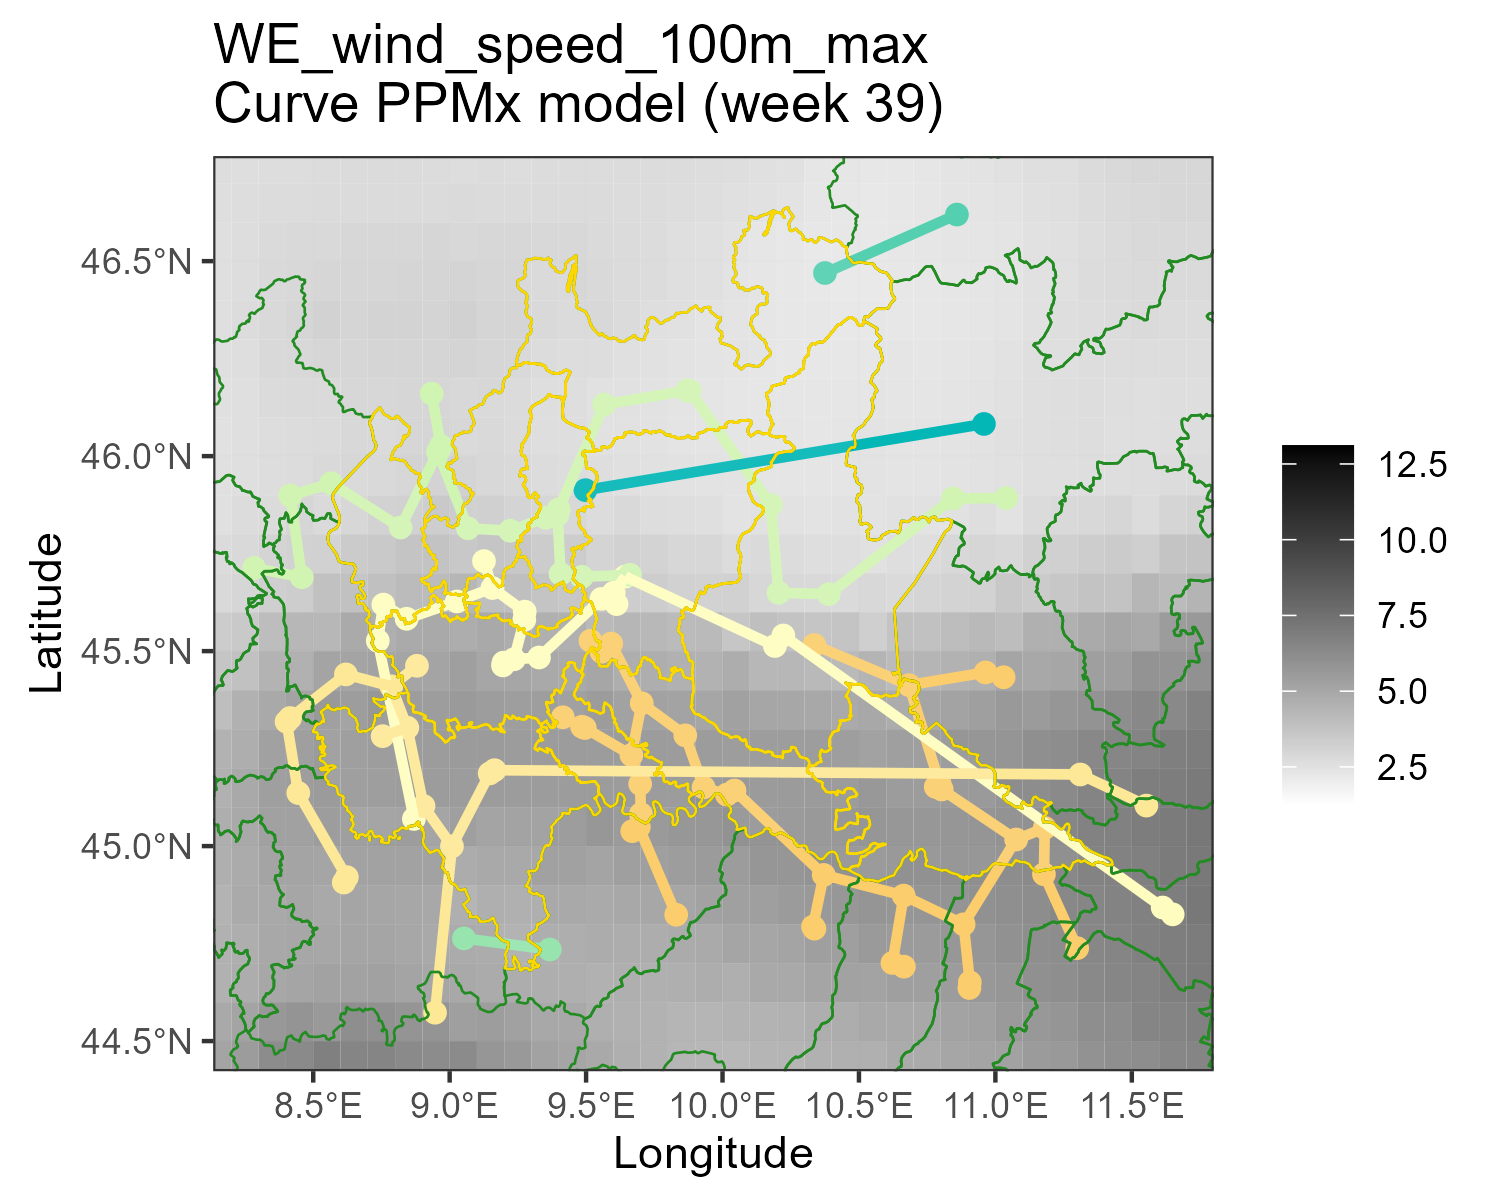 WE_wind_speed_100m_max
Curve PPMx model (week 39)
46.5°N
46.0°N
45.5°N
45.0°N
44.5°N
Latitude
8.5°E 9.0°E 9.5°E 10.0°E 10.5°E 11.0°E 11.5°E
Longitude
12.5
10.0
7.5
5.0
2.5